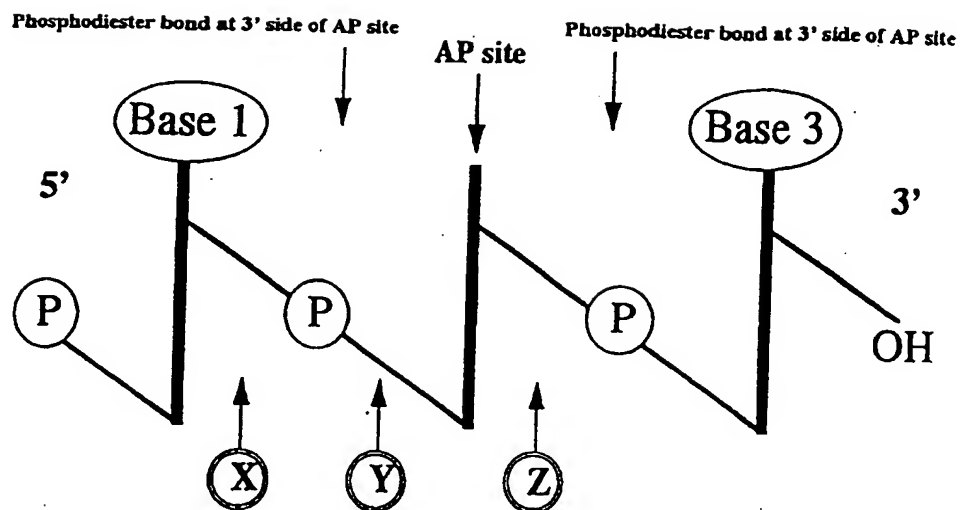 Phosphodiester bond at 3' side of AP site
Phosphodiester bond at 3' side of AP site
AP site
Base 1
Base 3
5'
3'
P
P
P
OH
X
Y
Z